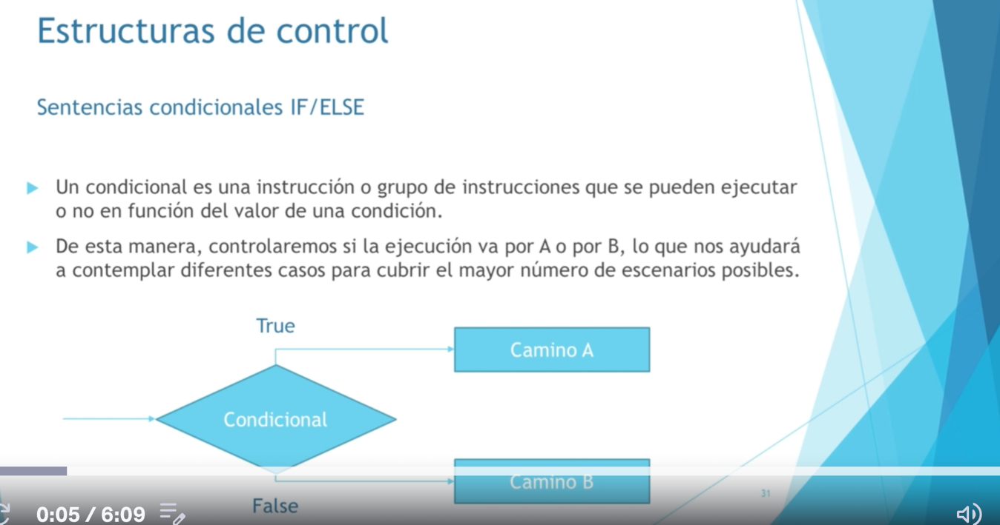 Estructuras de control
Sentencias condicionales IF/ELSE
Un condicional es una instrucción o grupo de instrucciones que se pueden ejecutar
o no en función del valor de una condición.
De esta manera, controlaremos si la ejecución va por A o por B, lo que nos ayudará
a contemplar diferentes casos para cubrir el mayor número de escenarios posibles.
True
Camino A
Condicional
Camino B
31
False
0:05 / 6:09